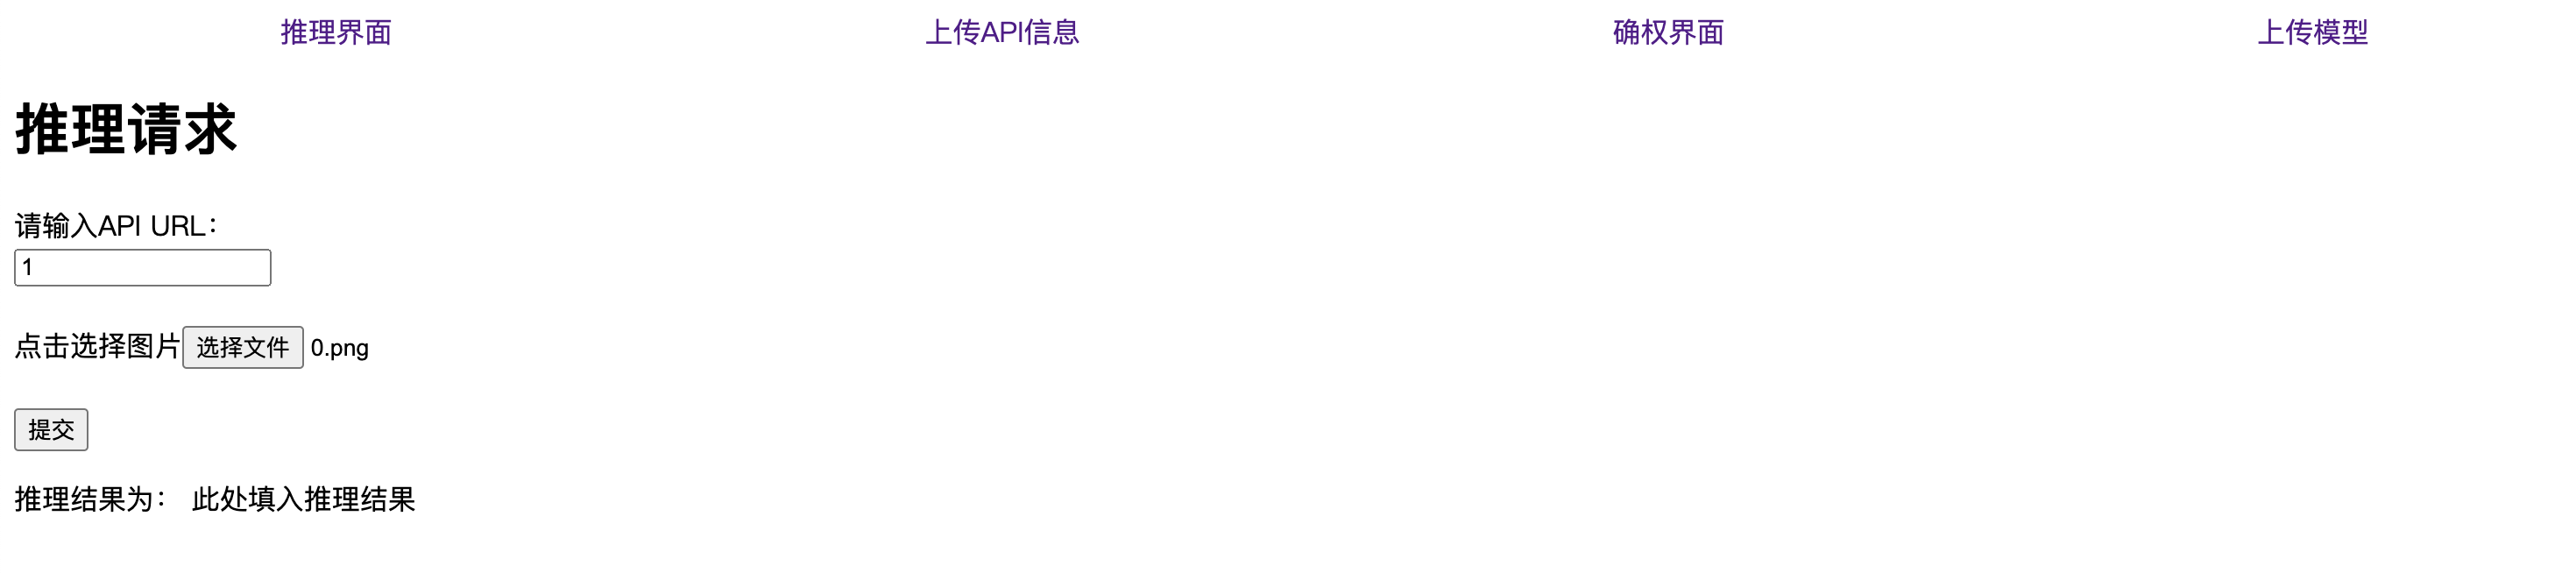 推理界面 上传API信息 确权界面 上传模型
推理请求
请输入API URL：
1
点击选择图片 选择文件 0.png
提交
推理结果为： 此处填入推理结果